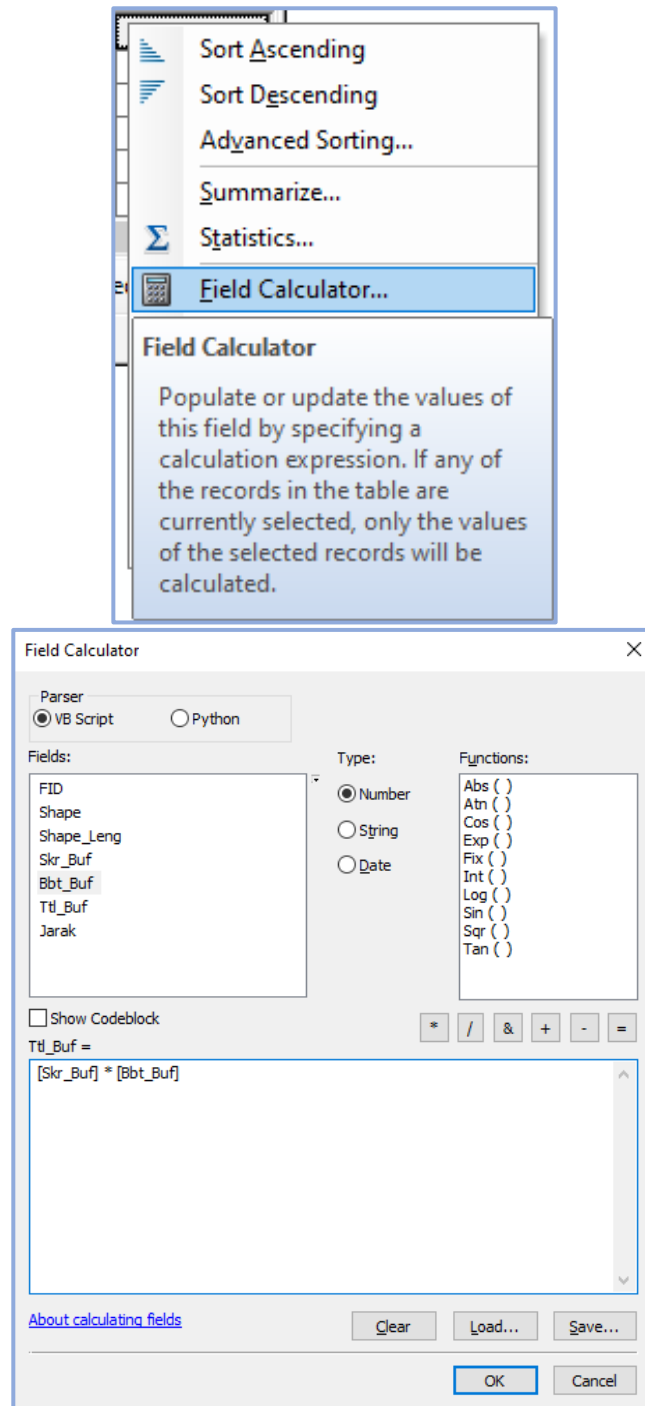 Sort Ascending
Sort Descending
Advanced Sorting...
Summarize...
Σ Statistics...
Field Calculator...
Field Calculator
Populate or update the values of
this field by specifying a
calculation expression. If any of
the records in the table are
currently selected, only the values
of the selected records will be
calculated.
Field Calculator
Parser
VB Script Python
Fields: Type: Functions:
FID
Shape
Shape_Leng
Skr_Buf
Bbt_Buf
Ttl_Buf
Jarak
Number
String
Date
Abs ( )
Atn ( )
Cos ( )
Exp ( )
Fix ( )
Int ( )
Log ( )
Sin ( )
Sqr ( )
Tan ( )
Show Codeblock
* / & + - =
Ttl_Buf =
[Skr_Buf] * [Bbt_Buf]
About calculating fields
Clear Load... Save...
OK Cancel